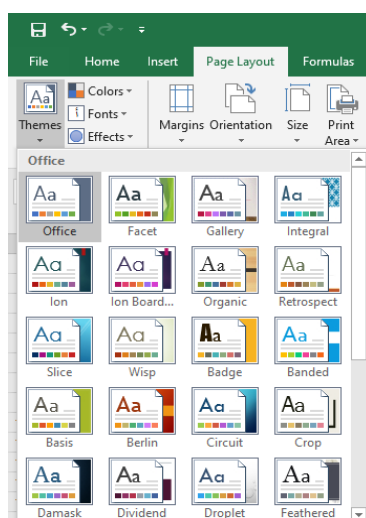 File Home Insert Page Layout Formulas
Colors
Fonts
Effects
Themes Margins Orientation Size Print Area
Office
Aa Aa Aa Aa
Office Facet Gallery Integral
Aa Aa Aa Aa
Ion Ion Board... Organic Retrospect
Aa Aa Aa Aa
Slice Wisp Badge Banded
Aa Aa Aa Aa
Basis Berlin Circuit Crop
Aa Aa Aa Aa
Damask Dividend Droplet Feathered